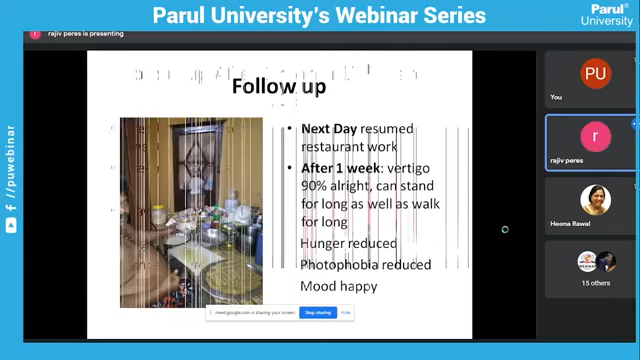 Parul University's Webinar Series
Parul®
University
rajiv peres is presenting
Follow up
• Next Day resumed
restaurant work
• After 1 week: vertigo
90% alright, can stand
for long as well as walk
for long
Hunger reduced
Photophobia reduced
Mood happy
meet.google.com is sharing your screen.
Stop sharing
Hide
PU
You
r
rajiv peres
Heena Rawal
15 others
/puwebinar